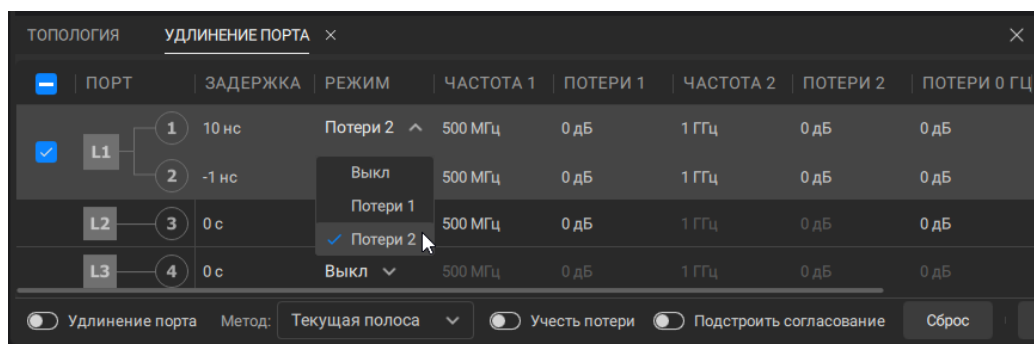 ТОПОЛОГИЯ УДЛИНЕНИЕ ПОРТА
ПОРТ ЗАДЕРЖКА РЕЖИМ ЧАСТОТА 1 ПОТЕРИ 1 ЧАСТОТА 2 ПОТЕРИ 2 ПОТЕРИ 0 ГЦ
L1 1 10 нс Потери 2 500 МГц 0 дБ 1 ГГц 0 дБ 0 дБ
2 -1 нс 500 МГц 0 дБ 1 ГГц 0 дБ 0 дБ
Выкл
Потери 1
Потери 2
L2 3 0 с 500 МГц 0 дБ 1 ГГц 0 дБ 0 дБ
L3 4 0 с Выкл 500 МГц 0 дБ 1 ГГц 0 дБ 0 дБ
Удлинение порта Метод: Текущая полоса Учесть потери Подстроить согласование Сброс